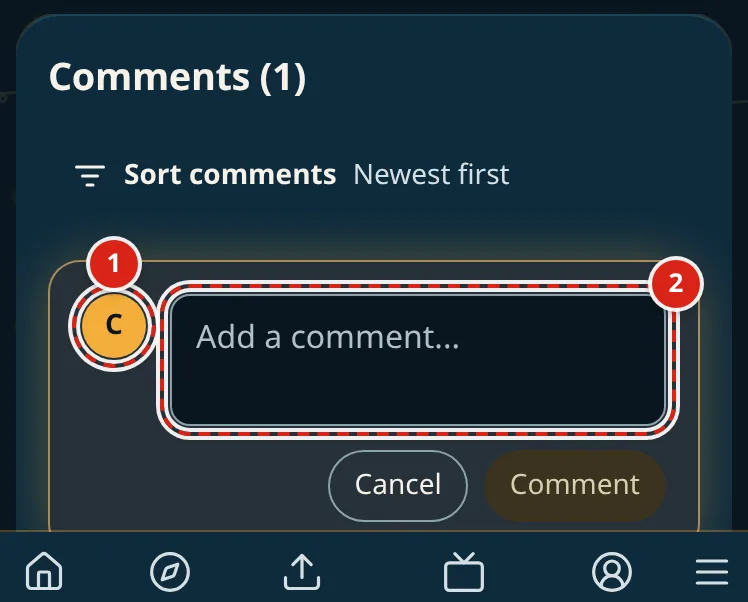 Comments (1)
Sort comments Newest first
1
2
C
Add a comment...
Cancel
Comment